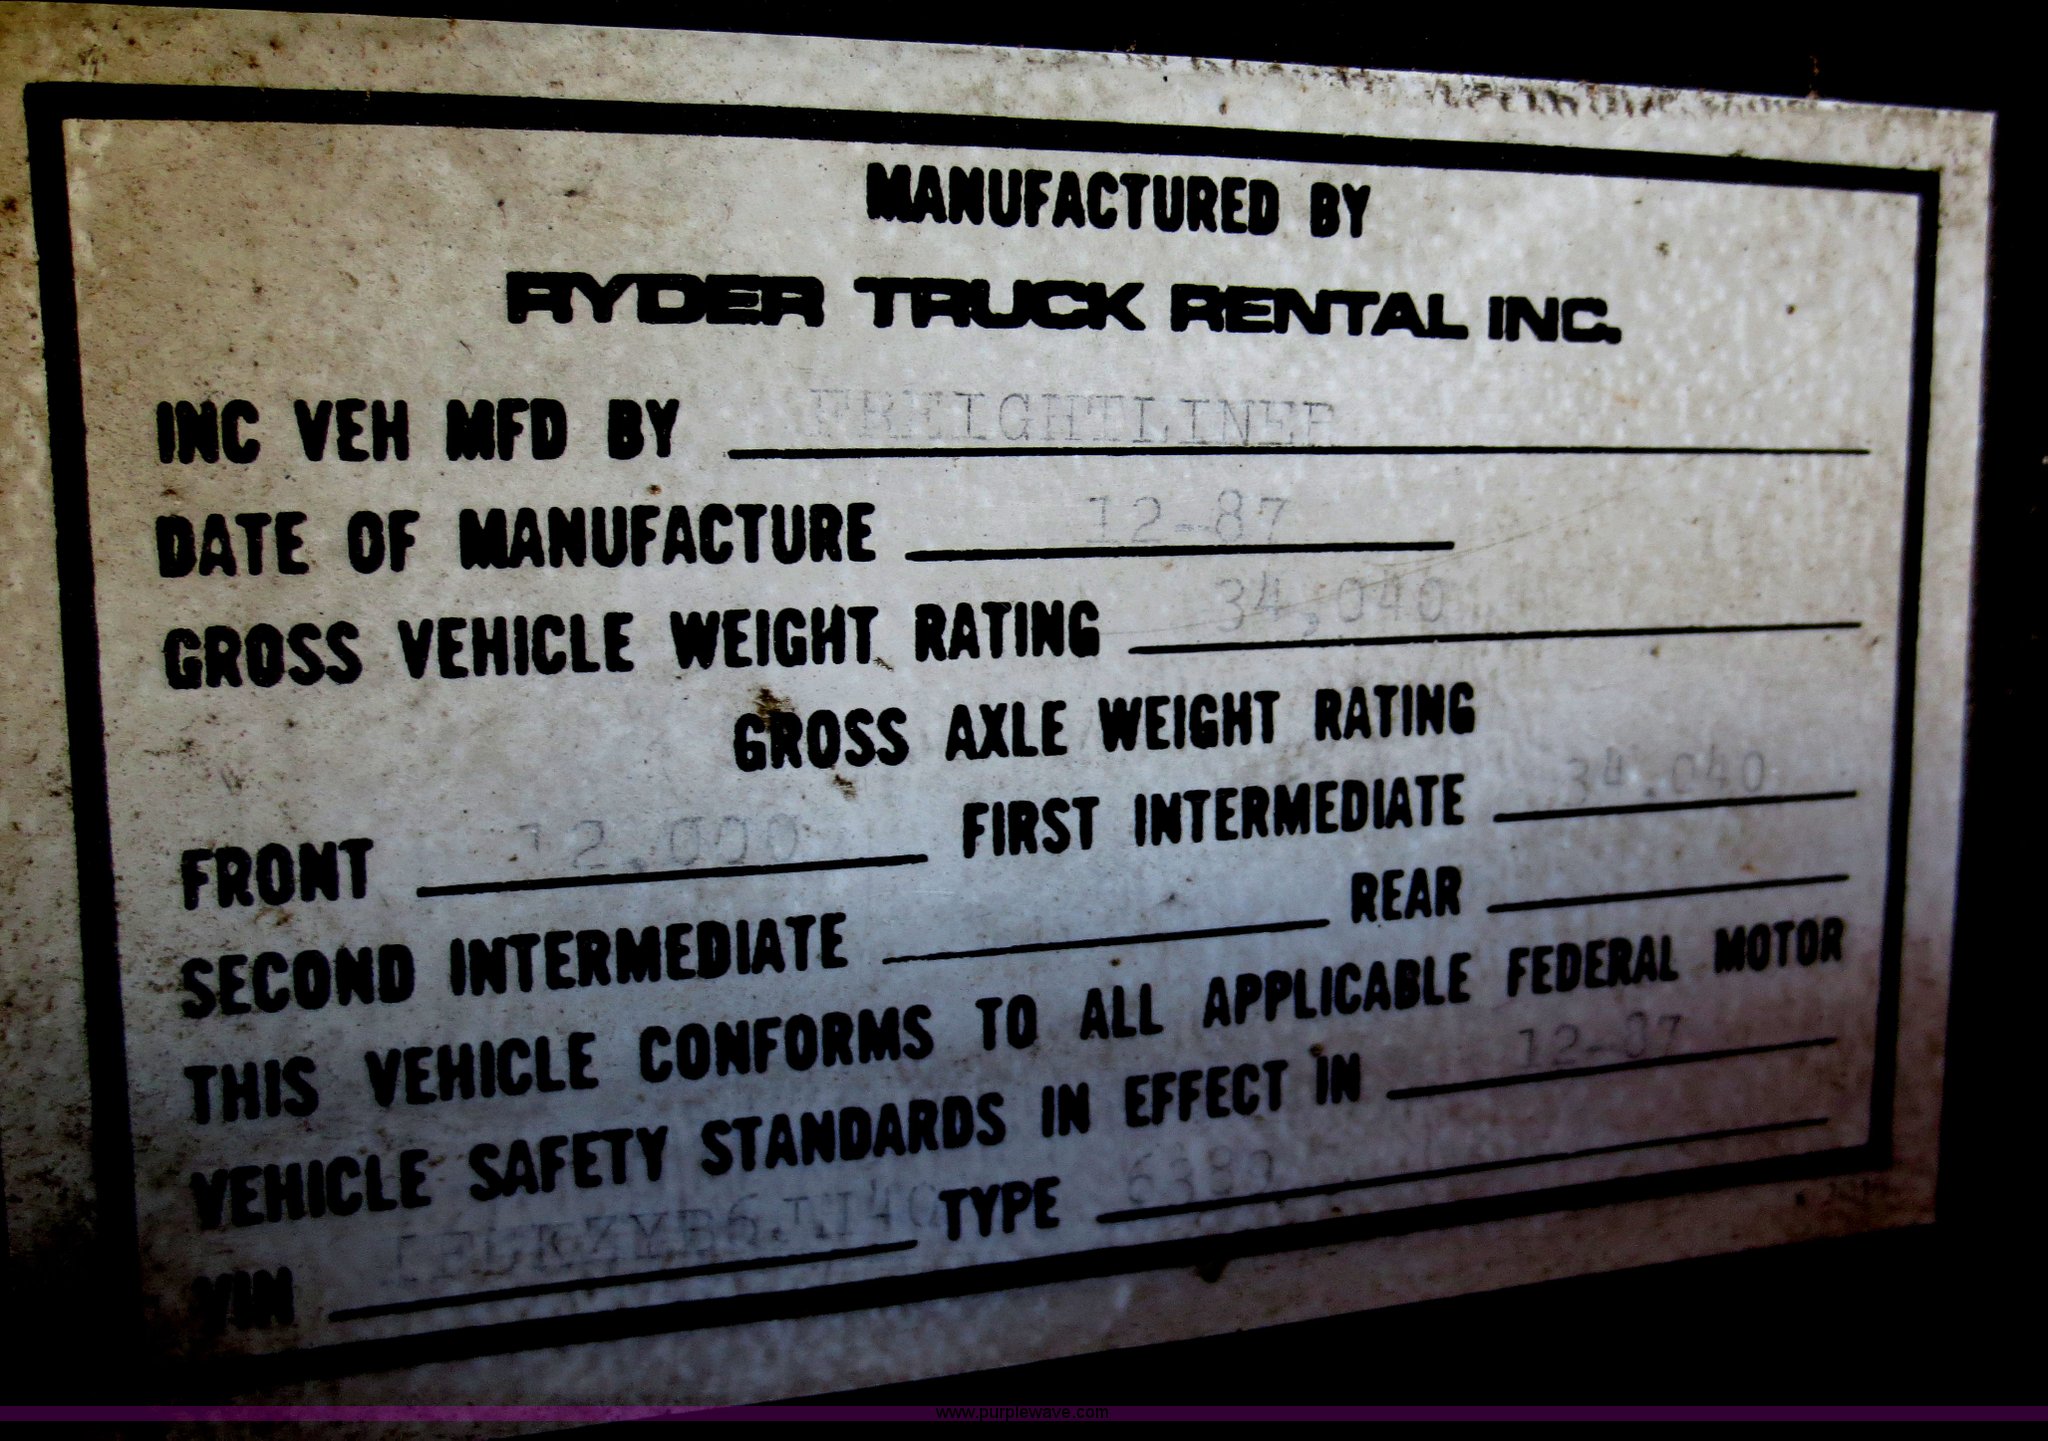 MANUFACTURED BY
RYDER TRUCK RENTAL INC.
INC VEH MFD BY FREIGHTLINER
DATE OF MANUFACTURE 12-87
GROSS VEHICLE WEIGHT RATING 34,040
GROSS AXLE WEIGHT RATING
FRONT 12,000 FIRST INTERMEDIATE 34,040
SECOND INTERMEDIATE REAR
THIS VEHICLE CONFORMS TO ALL APPLICABLE FEDERAL MOTOR
VEHICLE SAFETY STANDARDS IN EFFECT IN 12-87
VIN TYPE
www.purplewave.com